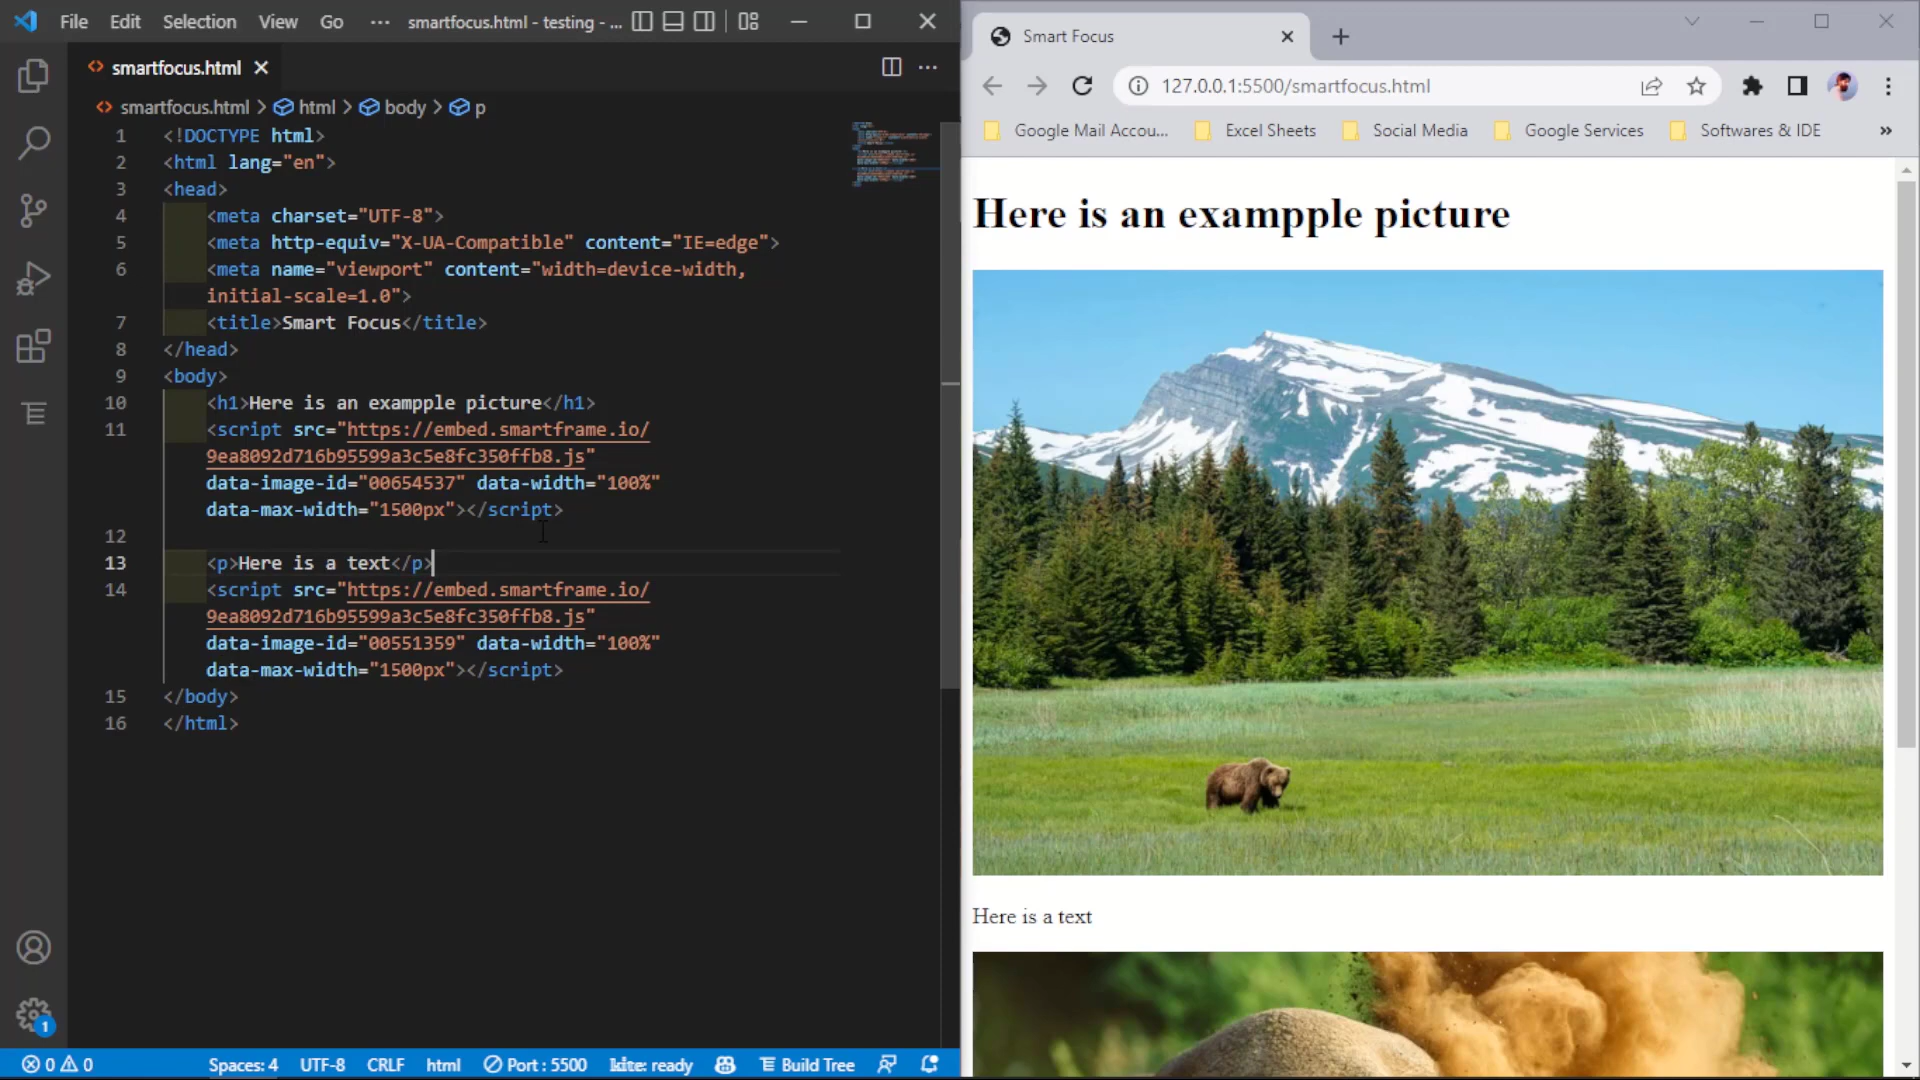 File Edit Selection View Go ··· smartfocus.html - testing - ...
smartfocus.html
smartfocus.html > html > body > p
1 <!DOCTYPE html>
2 <html lang="en">
3 <head>
4 <meta charset="UTF-8">
5 <meta http-equiv="X-UA-Compatible" content="IE=edge">
6 <meta name="viewport" content="width=device-width,
initial-scale=1.0">
7 <title>Smart Focus</title>
8 </head>
9 <body>
10 <h1>Here is an exampple picture</h1>
11 <script src="https://embed.smartframe.io/
9ea8092d716b95599a3c5e8fc350ffb8.js"
data-image-id="00654537" data-width="100%"
data-max-width="1500px"></script>
12
13 <p>Here is a text</p>
14 <script src="https://embed.smartframe.io/
9ea8092d716b95599a3c5e8fc350ffb8.js"
data-image-id="00551359" data-width="100%"
data-max-width="1500px"></script>
15 </body>
16 </html>
1
0 0 Spaces: 4 UTF-8 CRLF html Port : 5500 kite: ready Build Tree
Smart Focus
127.0.0.1:5500/smartfocus.html
Google Mail Accou... Excel Sheets Social Media Google Services Softwares & IDE »
Here is an exampple picture
Here is a text